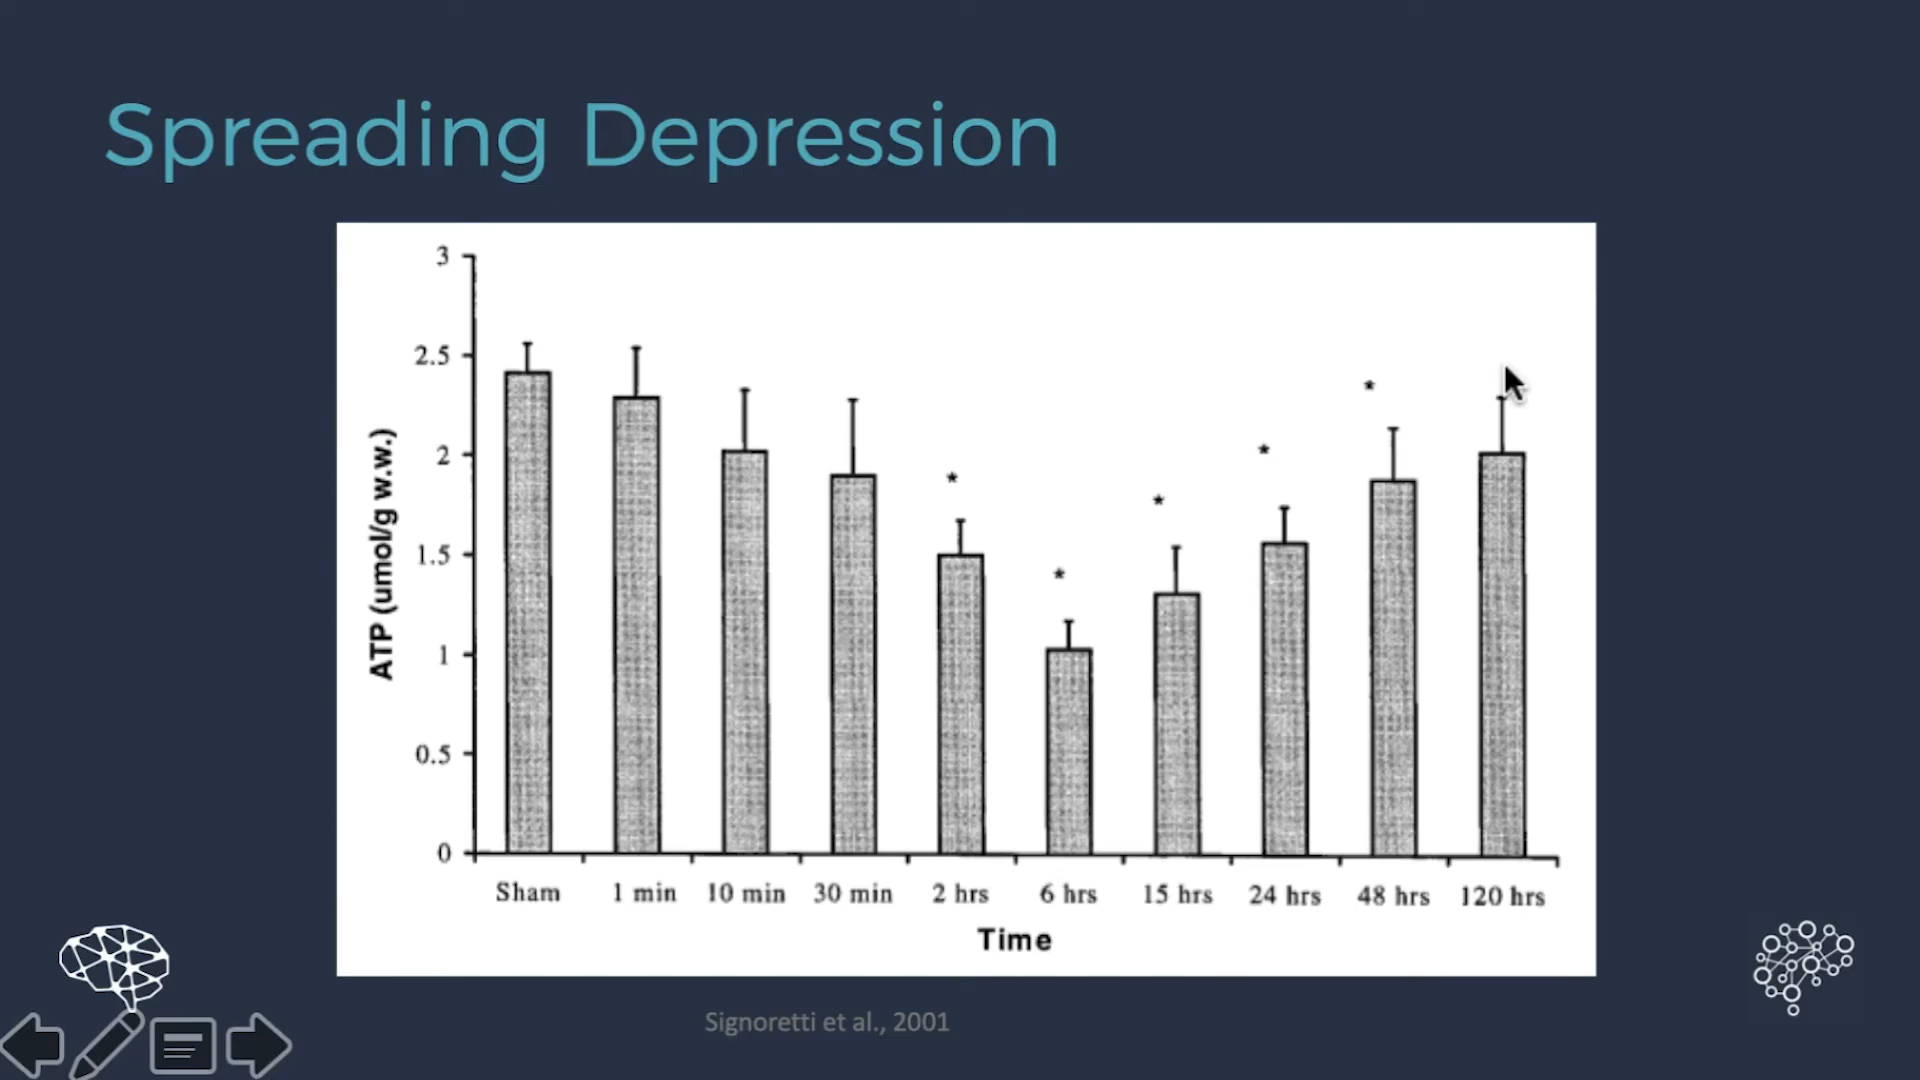 Spreading Depression
3
2.5
2
1.5
1
0.5
0
ATP (umol/g w.w.)
* * * * *
Sham 1 min 10 min 30 min 2 hrs 6 hrs 15 hrs 24 hrs 48 hrs 120 hrs
Time
Signoretti et al., 2001